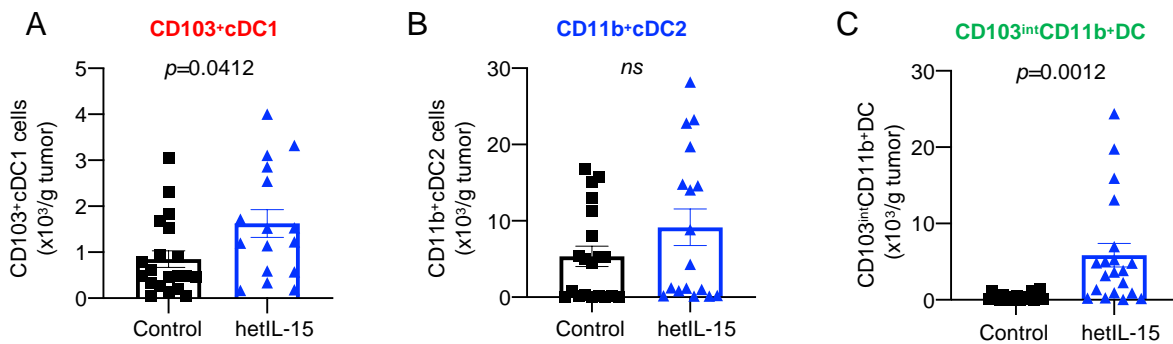 A
CD103⁺cDC1
p=0.0412
CD103⁺cDC1 cells
(x10³/g tumor)
5
4
3
2
1
0
Control
hetIL-15
B
CD11b⁺cDC2
ns
CD11b⁺cDC2 cells
(x10³/g tumor)
30
20
10
0
Control
hetIL-15
C
CD103ⁱⁿᵗCD11b⁺DC
p=0.0012
CD103ⁱⁿᵗCD11b⁺DC
(x10³/g tumor)
30
20
10
0
Control
hetIL-15